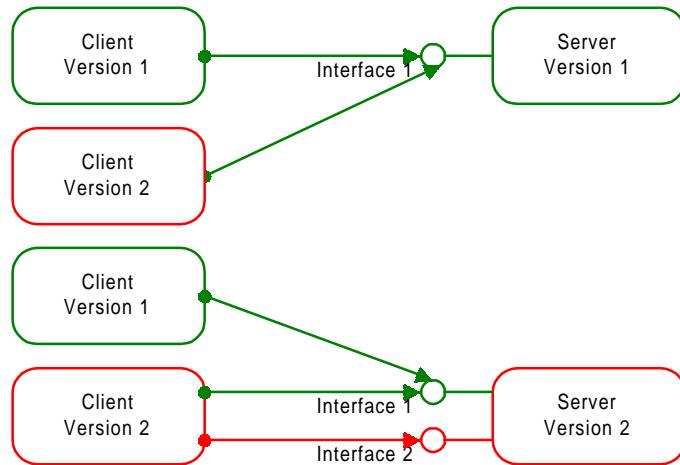 Client
Version 1
Interface 1
Server
Version 1
Client
Version 2
Client
Version 1
Client
Version 2
Interface 1
Interface 2
Server
Version 2